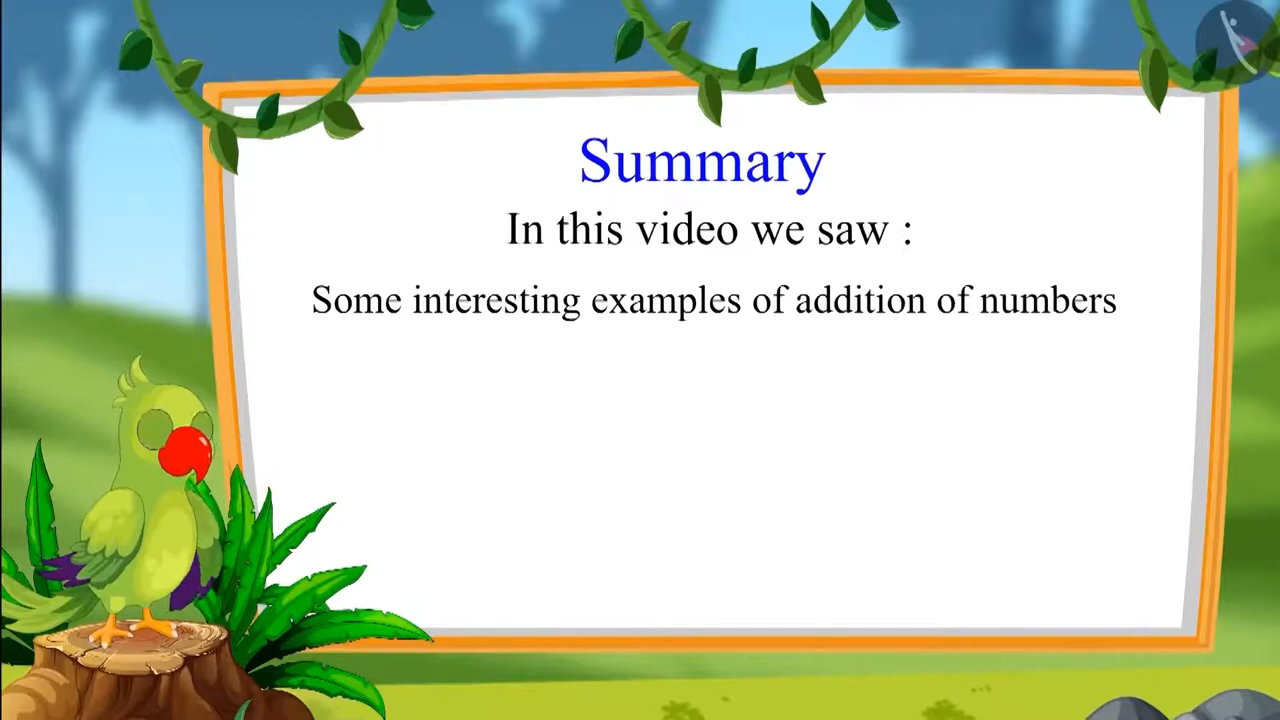 Summary
In this video we saw :
Some interesting examples of addition of numbers